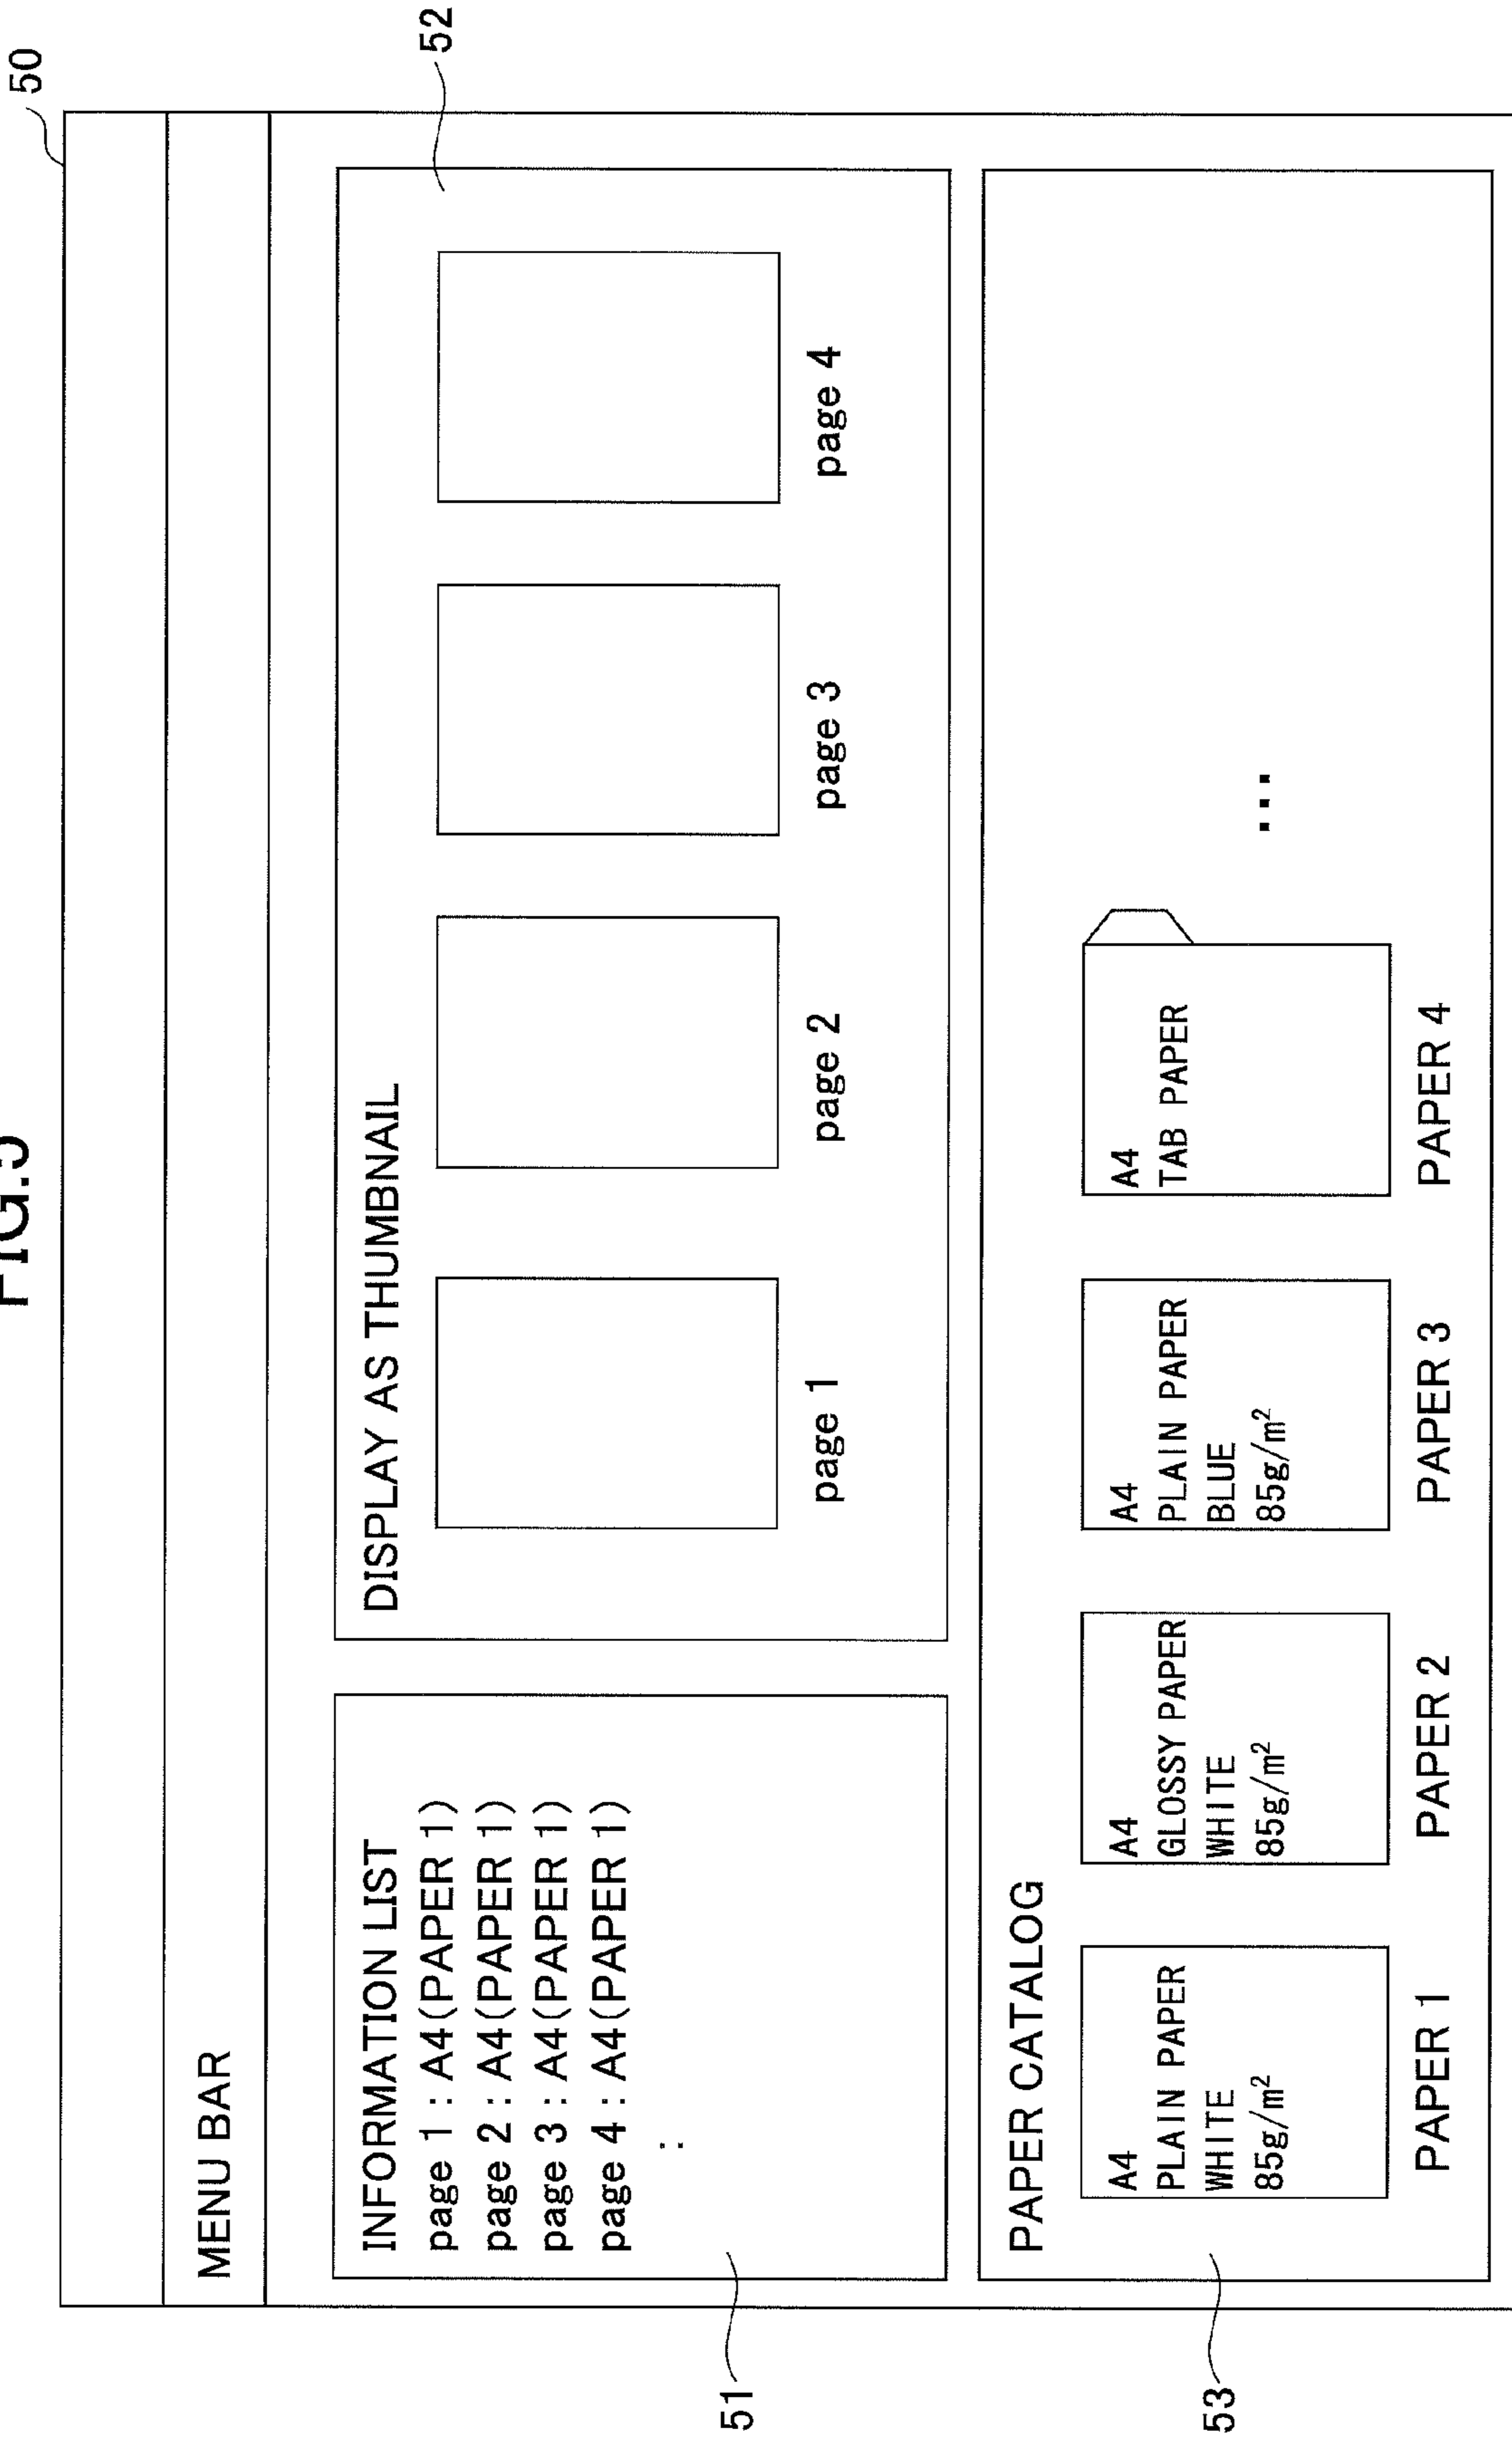 FIG.5
50
MENU BAR
INFORMATION LIST
page 1 : A4(PAPER 1)
page 2 : A4(PAPER 1)
page 3 : A4(PAPER 1)
page 4 : A4(PAPER 1)
:
51
DISPLAY AS THUMBNAIL
page 1
page 2
page 3
page 4
52
PAPER CATALOG
A4
PLAIN PAPER
WHITE
85g/m²
PAPER 1
A4
GLOSSY PAPER
WHITE
85g/m²
PAPER 2
A4
PLAIN PAPER
BLUE
85g/m²
PAPER 3
A4
TAB PAPER
PAPER 4
...
53